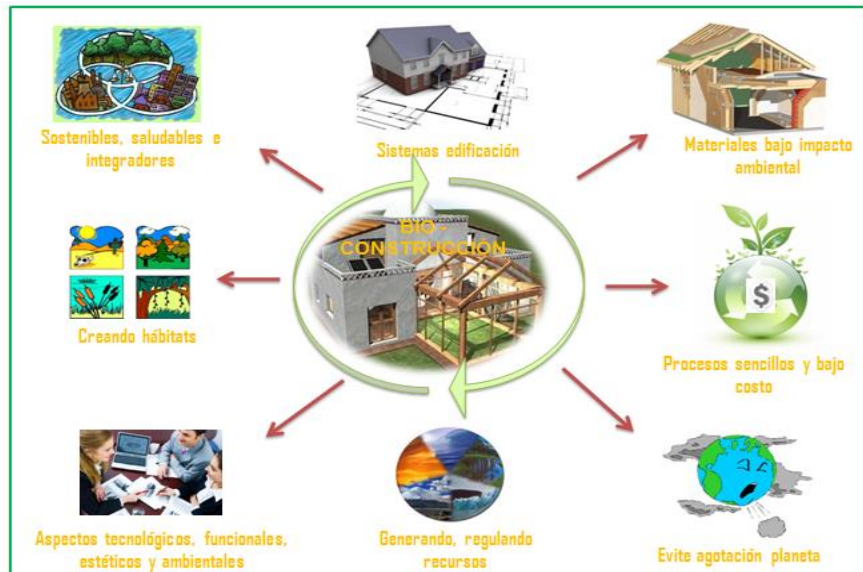 Sostenibles, saludables e
integradores
Sistemas edificación
Materiales bajo impacto
ambiental
BIO -
CONSTRUCCIÓN
$
Creando hábitats
Procesos sencillos y bajo
costo
Aspectos tecnológicos, funcionales,
estéticos y ambientales
Generando, regulando
recursos
Evite agotación planeta